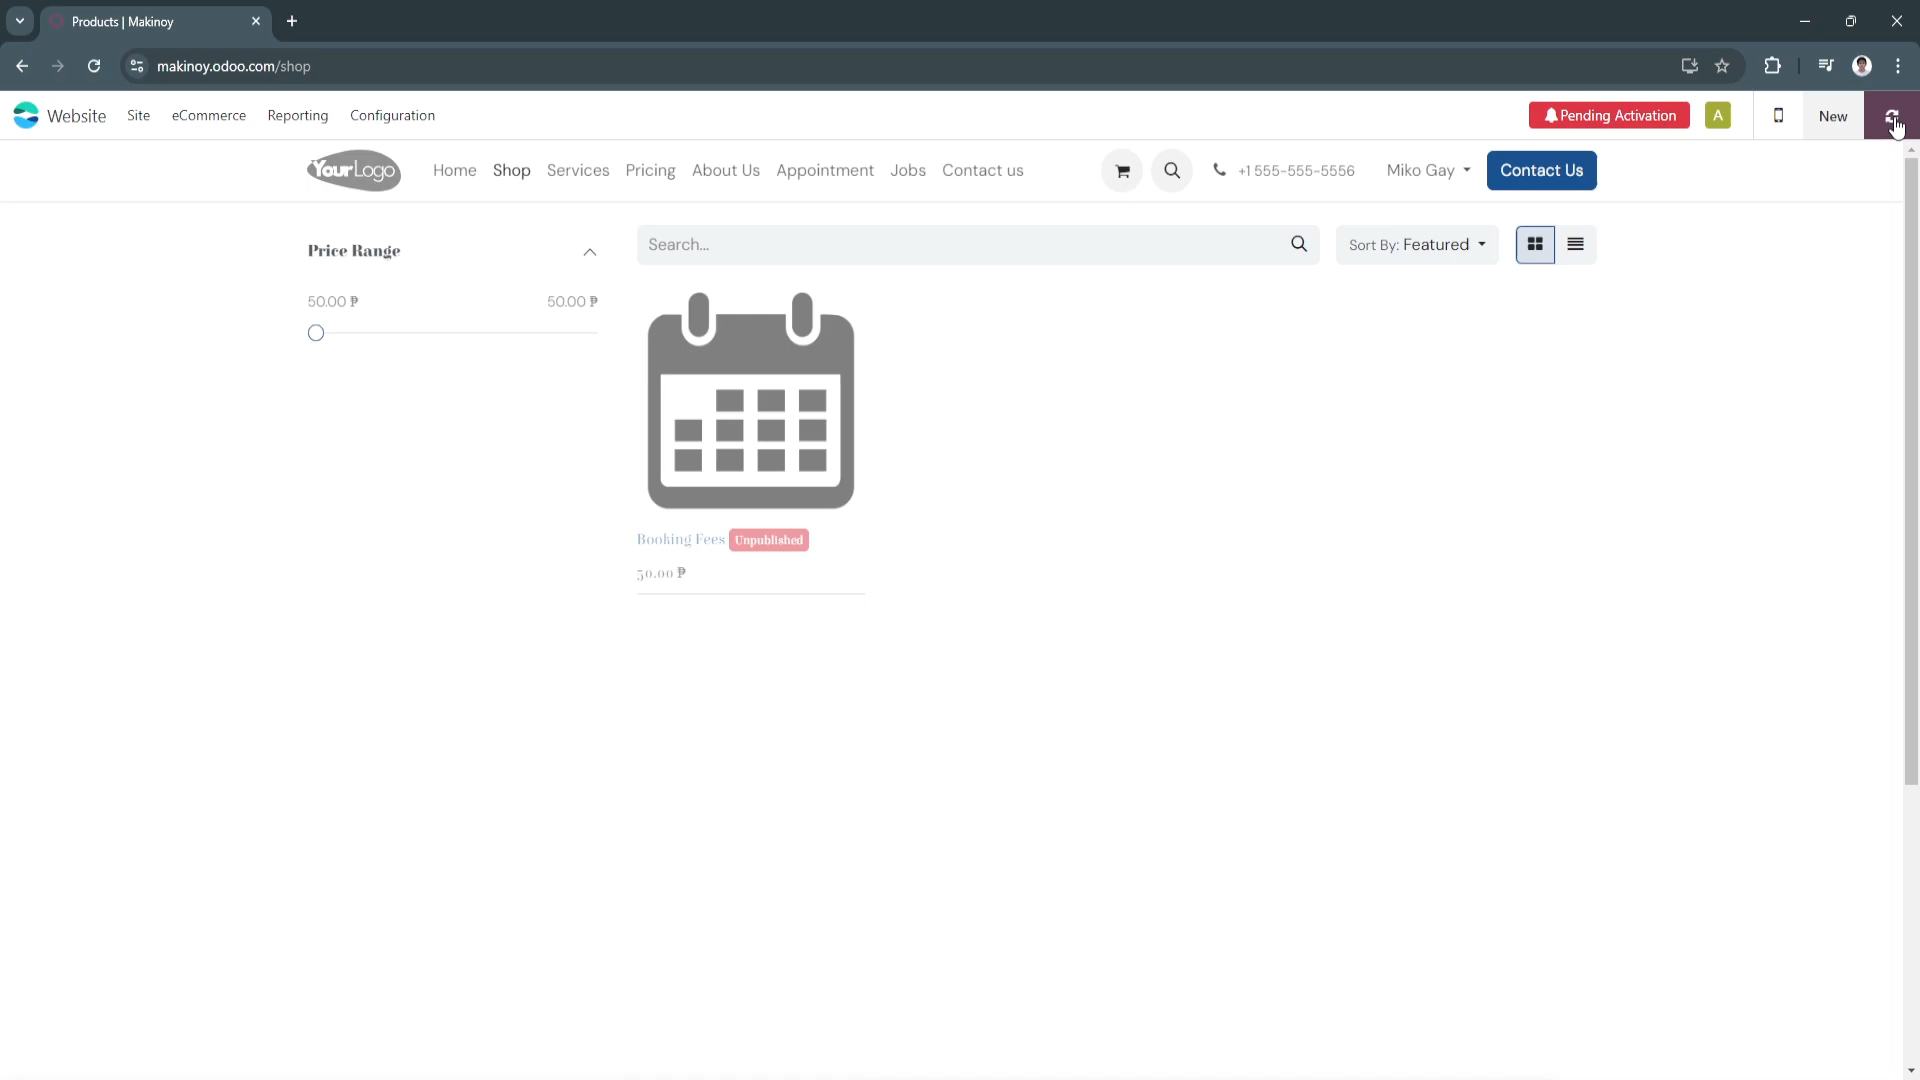 Products | Makinoy
makinoy.odoo.com/shop
Website Site eCommerce Reporting Configuration Pending Activation A New
YourLogo Home Shop Services Pricing About Us Appointment Jobs Contact us +1 555-555-5556 Miko Gay Contact Us
Price Range
Search...
Sort By: Featured
50.00 ₱ 50.00 ₱
Booking Fees Unpublished
50.00 ₱